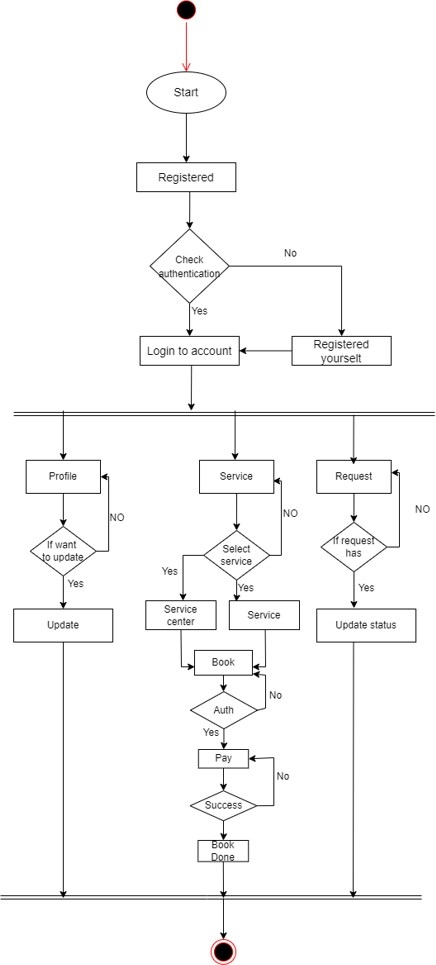 Start
Registered
Check
authentication
No
Yes
Login to account
Registered
yourselt
Profile
Service
Request
NO
NO
NO
If want
to update
Select
service
If request
has
Yes
Yes
Yes
Yes
Service
center
Service
Update
Update status
Book
No
Auth
Yes
Pay
No
Success
Book
Done